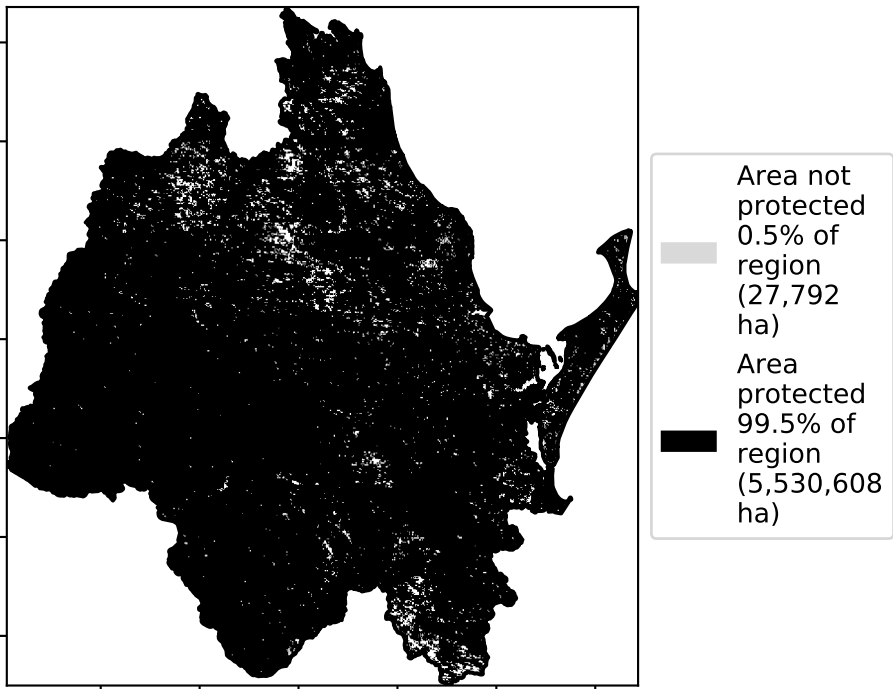 Area not
protected
0.5% of
region
(27,792
ha)
Area
protected
99.5% of
region
(5,530,608
ha)